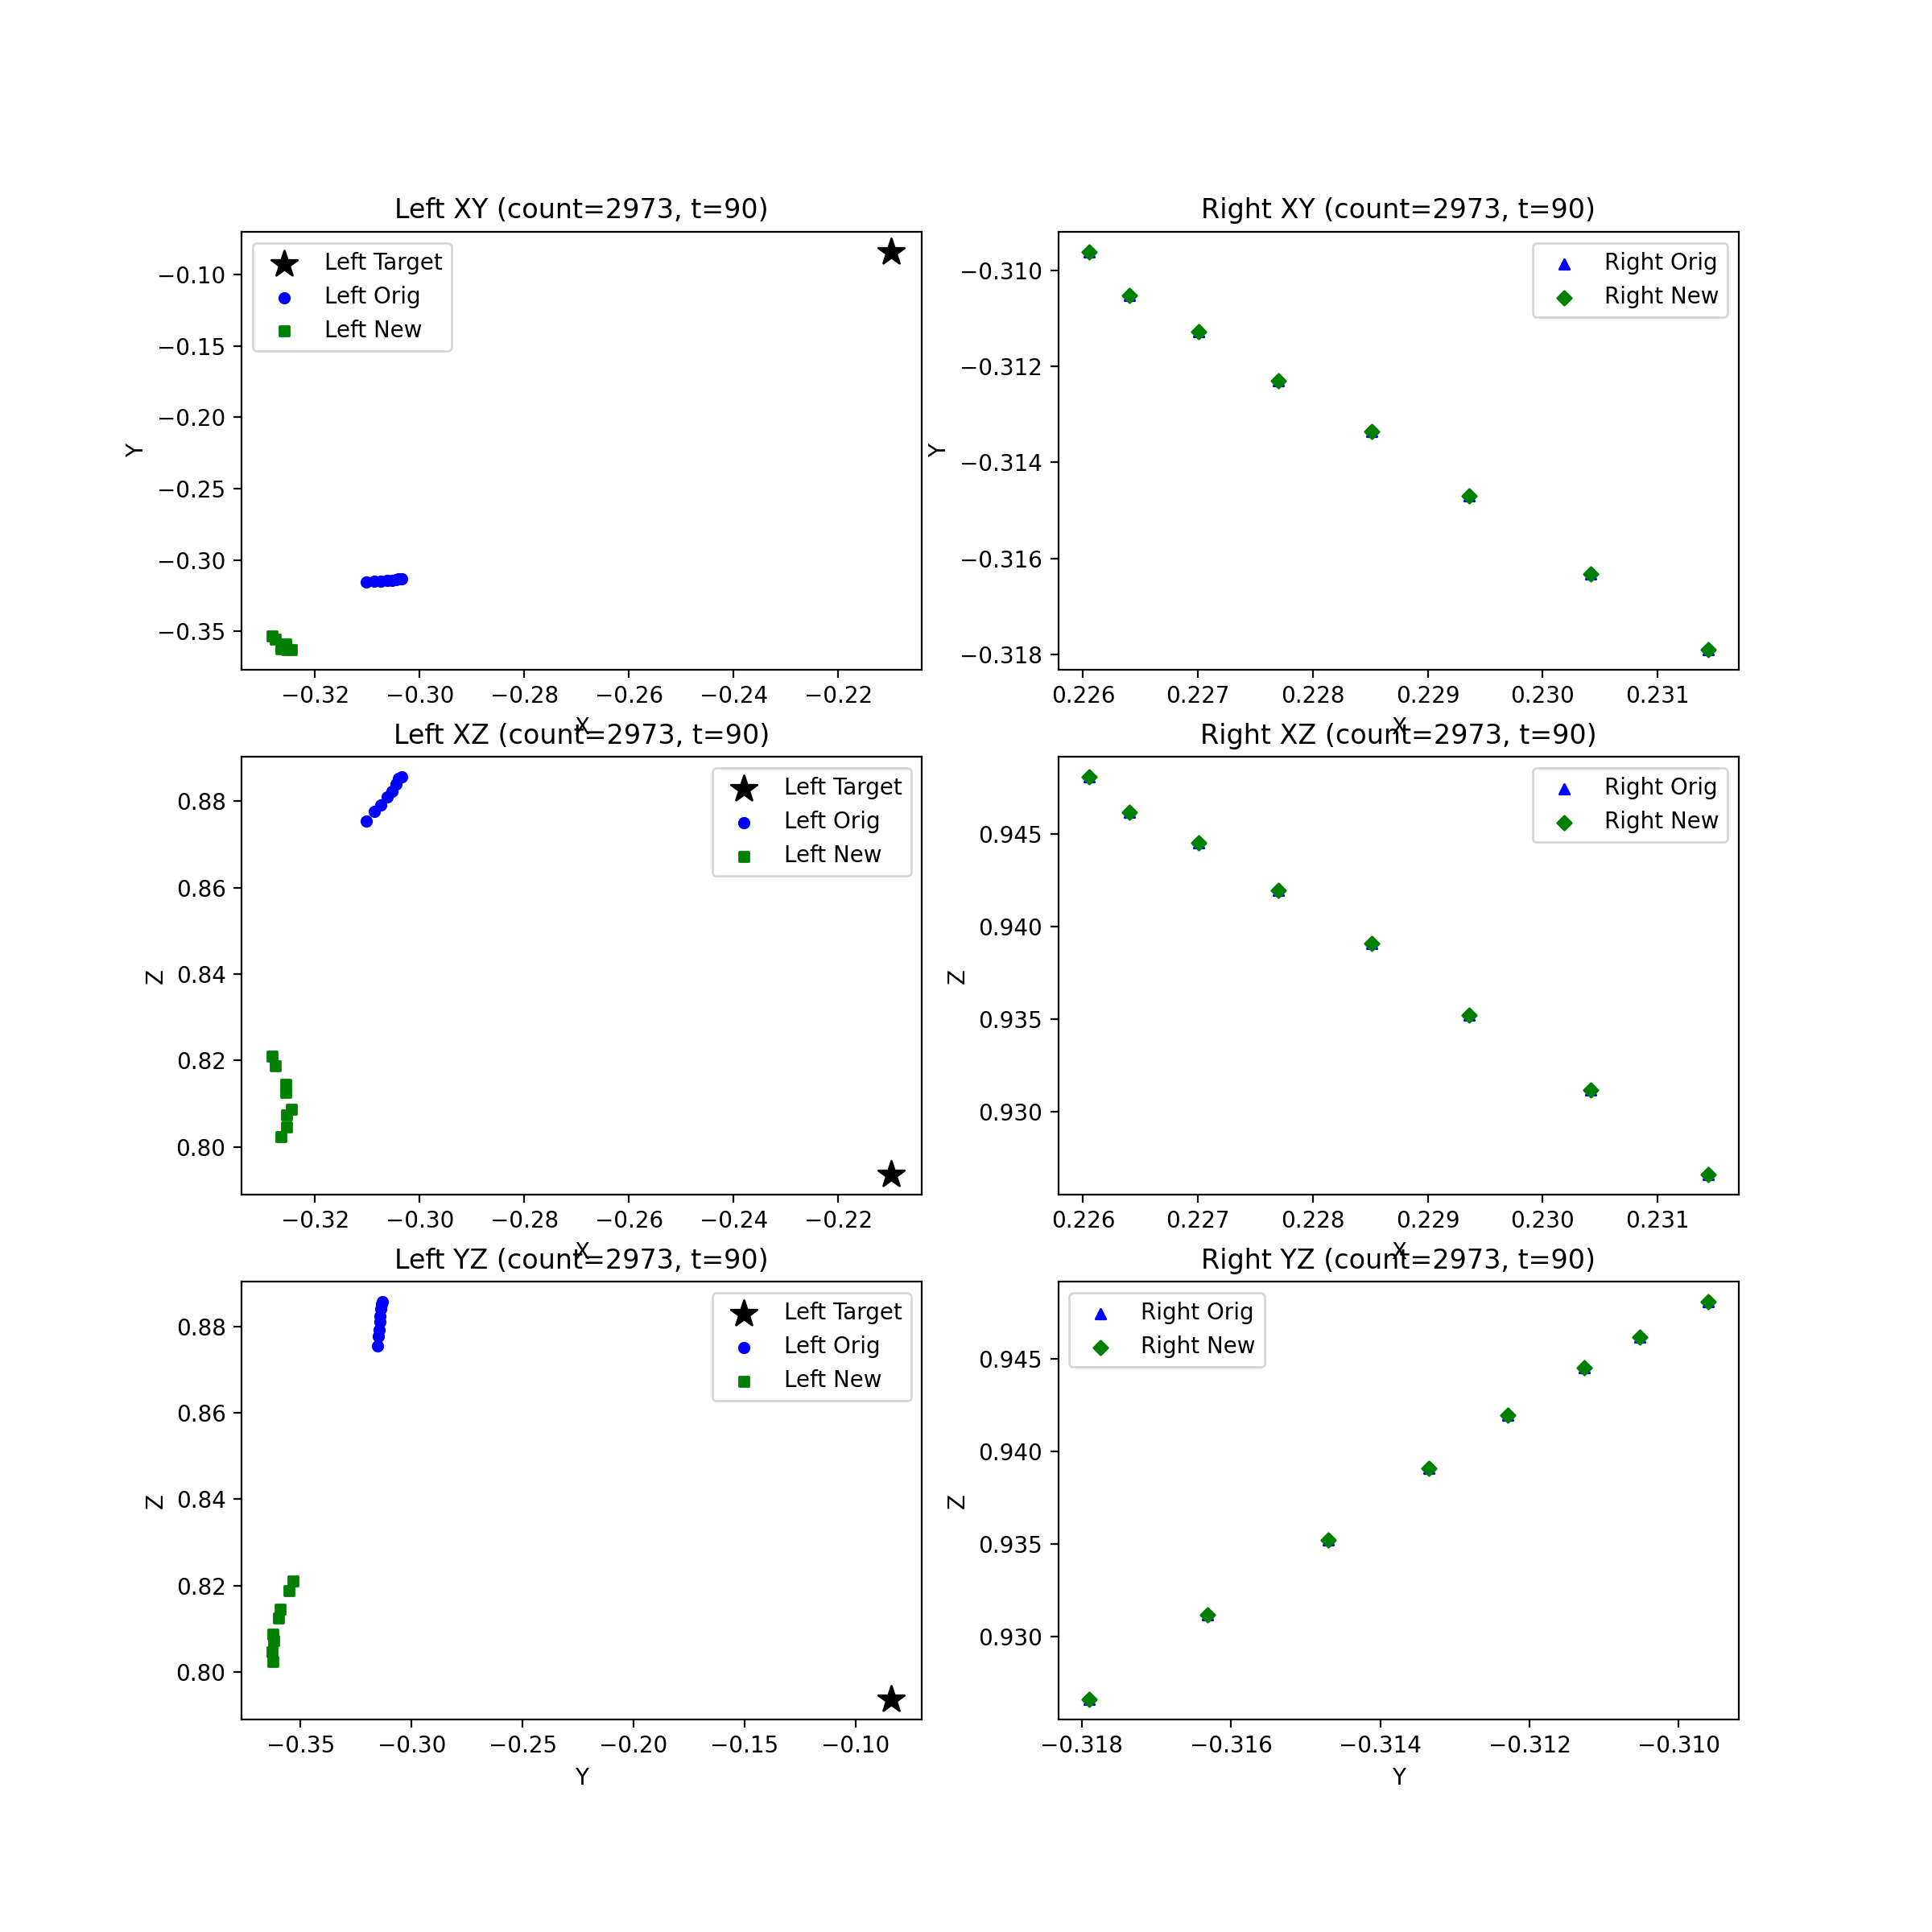 Left XY (count=2973, t=90)
Left Target
Left Orig
Left New
−0.10
−0.15
−0.20
−0.25
−0.30
−0.35
Y
−0.32 −0.30 −0.28 −0.26 −0.24 −0.22
X
Right XY (count=2973, t=90)
Right Orig
Right New
−0.310
−0.312
−0.314
−0.316
−0.318
Y
0.226 0.227 0.228 0.229 0.230 0.231
X
Left XZ (count=2973, t=90)
Left Target
Left Orig
Left New
0.88
0.86
0.84
0.82
0.80
Z
−0.32 −0.30 −0.28 −0.26 −0.24 −0.22
X
Right XZ (count=2973, t=90)
Right Orig
Right New
0.945
0.940
0.935
0.930
Z
0.226 0.227 0.228 0.229 0.230 0.231
X
Left YZ (count=2973, t=90)
Left Target
Left Orig
Left New
0.88
0.86
0.84
0.82
0.80
Z
−0.35 −0.30 −0.25 −0.20 −0.15 −0.10
Y
Right YZ (count=2973, t=90)
Right Orig
Right New
0.945
0.940
0.935
0.930
Z
−0.318 −0.316 −0.314 −0.312 −0.310
Y